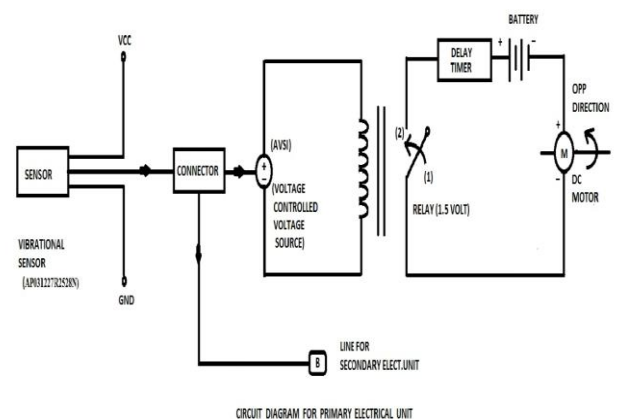 BATTERY
VCC
+
−
DELAY
TIMER
OPP
DIRECTION
+
(AVSI)
(2)
SENSOR
CONNECTOR
+
−
M
(1)
−
DC
MOTOR
(VOLTAGE
CONTROLLED
VOLTAGE
SOURCE)
RELAY (1.5 VOLT)
VIBRATIONAL
SENSOR
(AP031227R2528N)
GND
LINE FOR
SECONDARY ELECT.UNIT
B
CIRCUIT DIAGRAM FOR PRIMARY ELECTRICAL UNIT